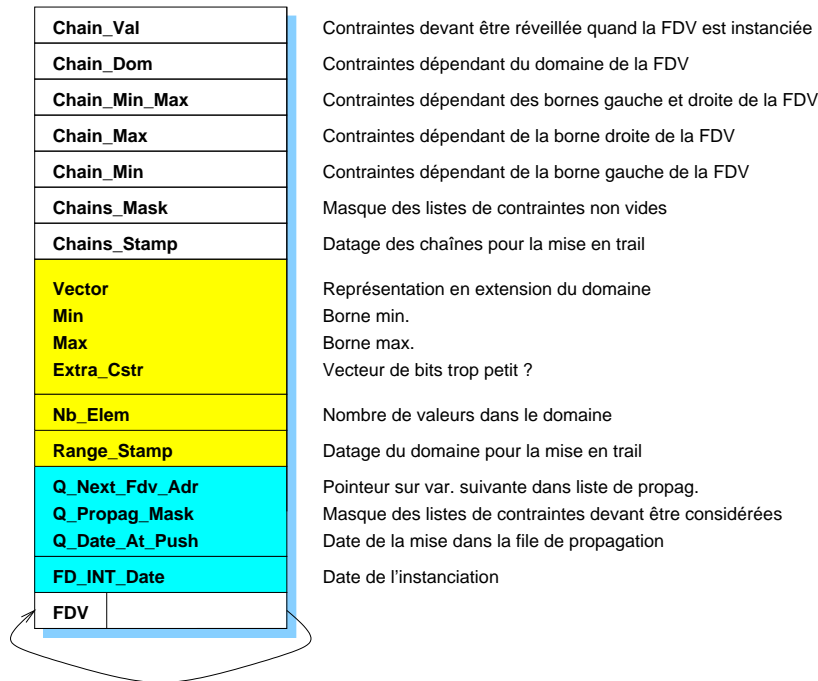 Chain_Val Contraintes devant être réveillée quand la FDV est instanciée
Chain_Dom Contraintes dépendant du domaine de la FDV
Chain_Min_Max Contraintes dépendant des bornes gauche et droite de la FDV
Chain_Max Contraintes dépendant de la borne droite de la FDV
Chain_Min Contraintes dépendant de la borne gauche de la FDV
Chains_Mask Masque des listes de contraintes non vides
Chains_Stamp Datage des chaînes pour la mise en trail
Vector Représentation en extension du domaine
Min Borne min.
Max Borne max.
Extra_Cstr Vecteur de bits trop petit ?
Nb_Elem Nombre de valeurs dans le domaine
Range_Stamp Datage du domaine pour la mise en trail
Q_Next_Fdv_Adr Pointeur sur var. suivante dans liste de propag.
Q_Propag_Mask Masque des listes de contraintes devant être considérées
Q_Date_At_Push Date de la mise dans la file de propagation
FD_INT_Date Date de l'instanciation
FDV